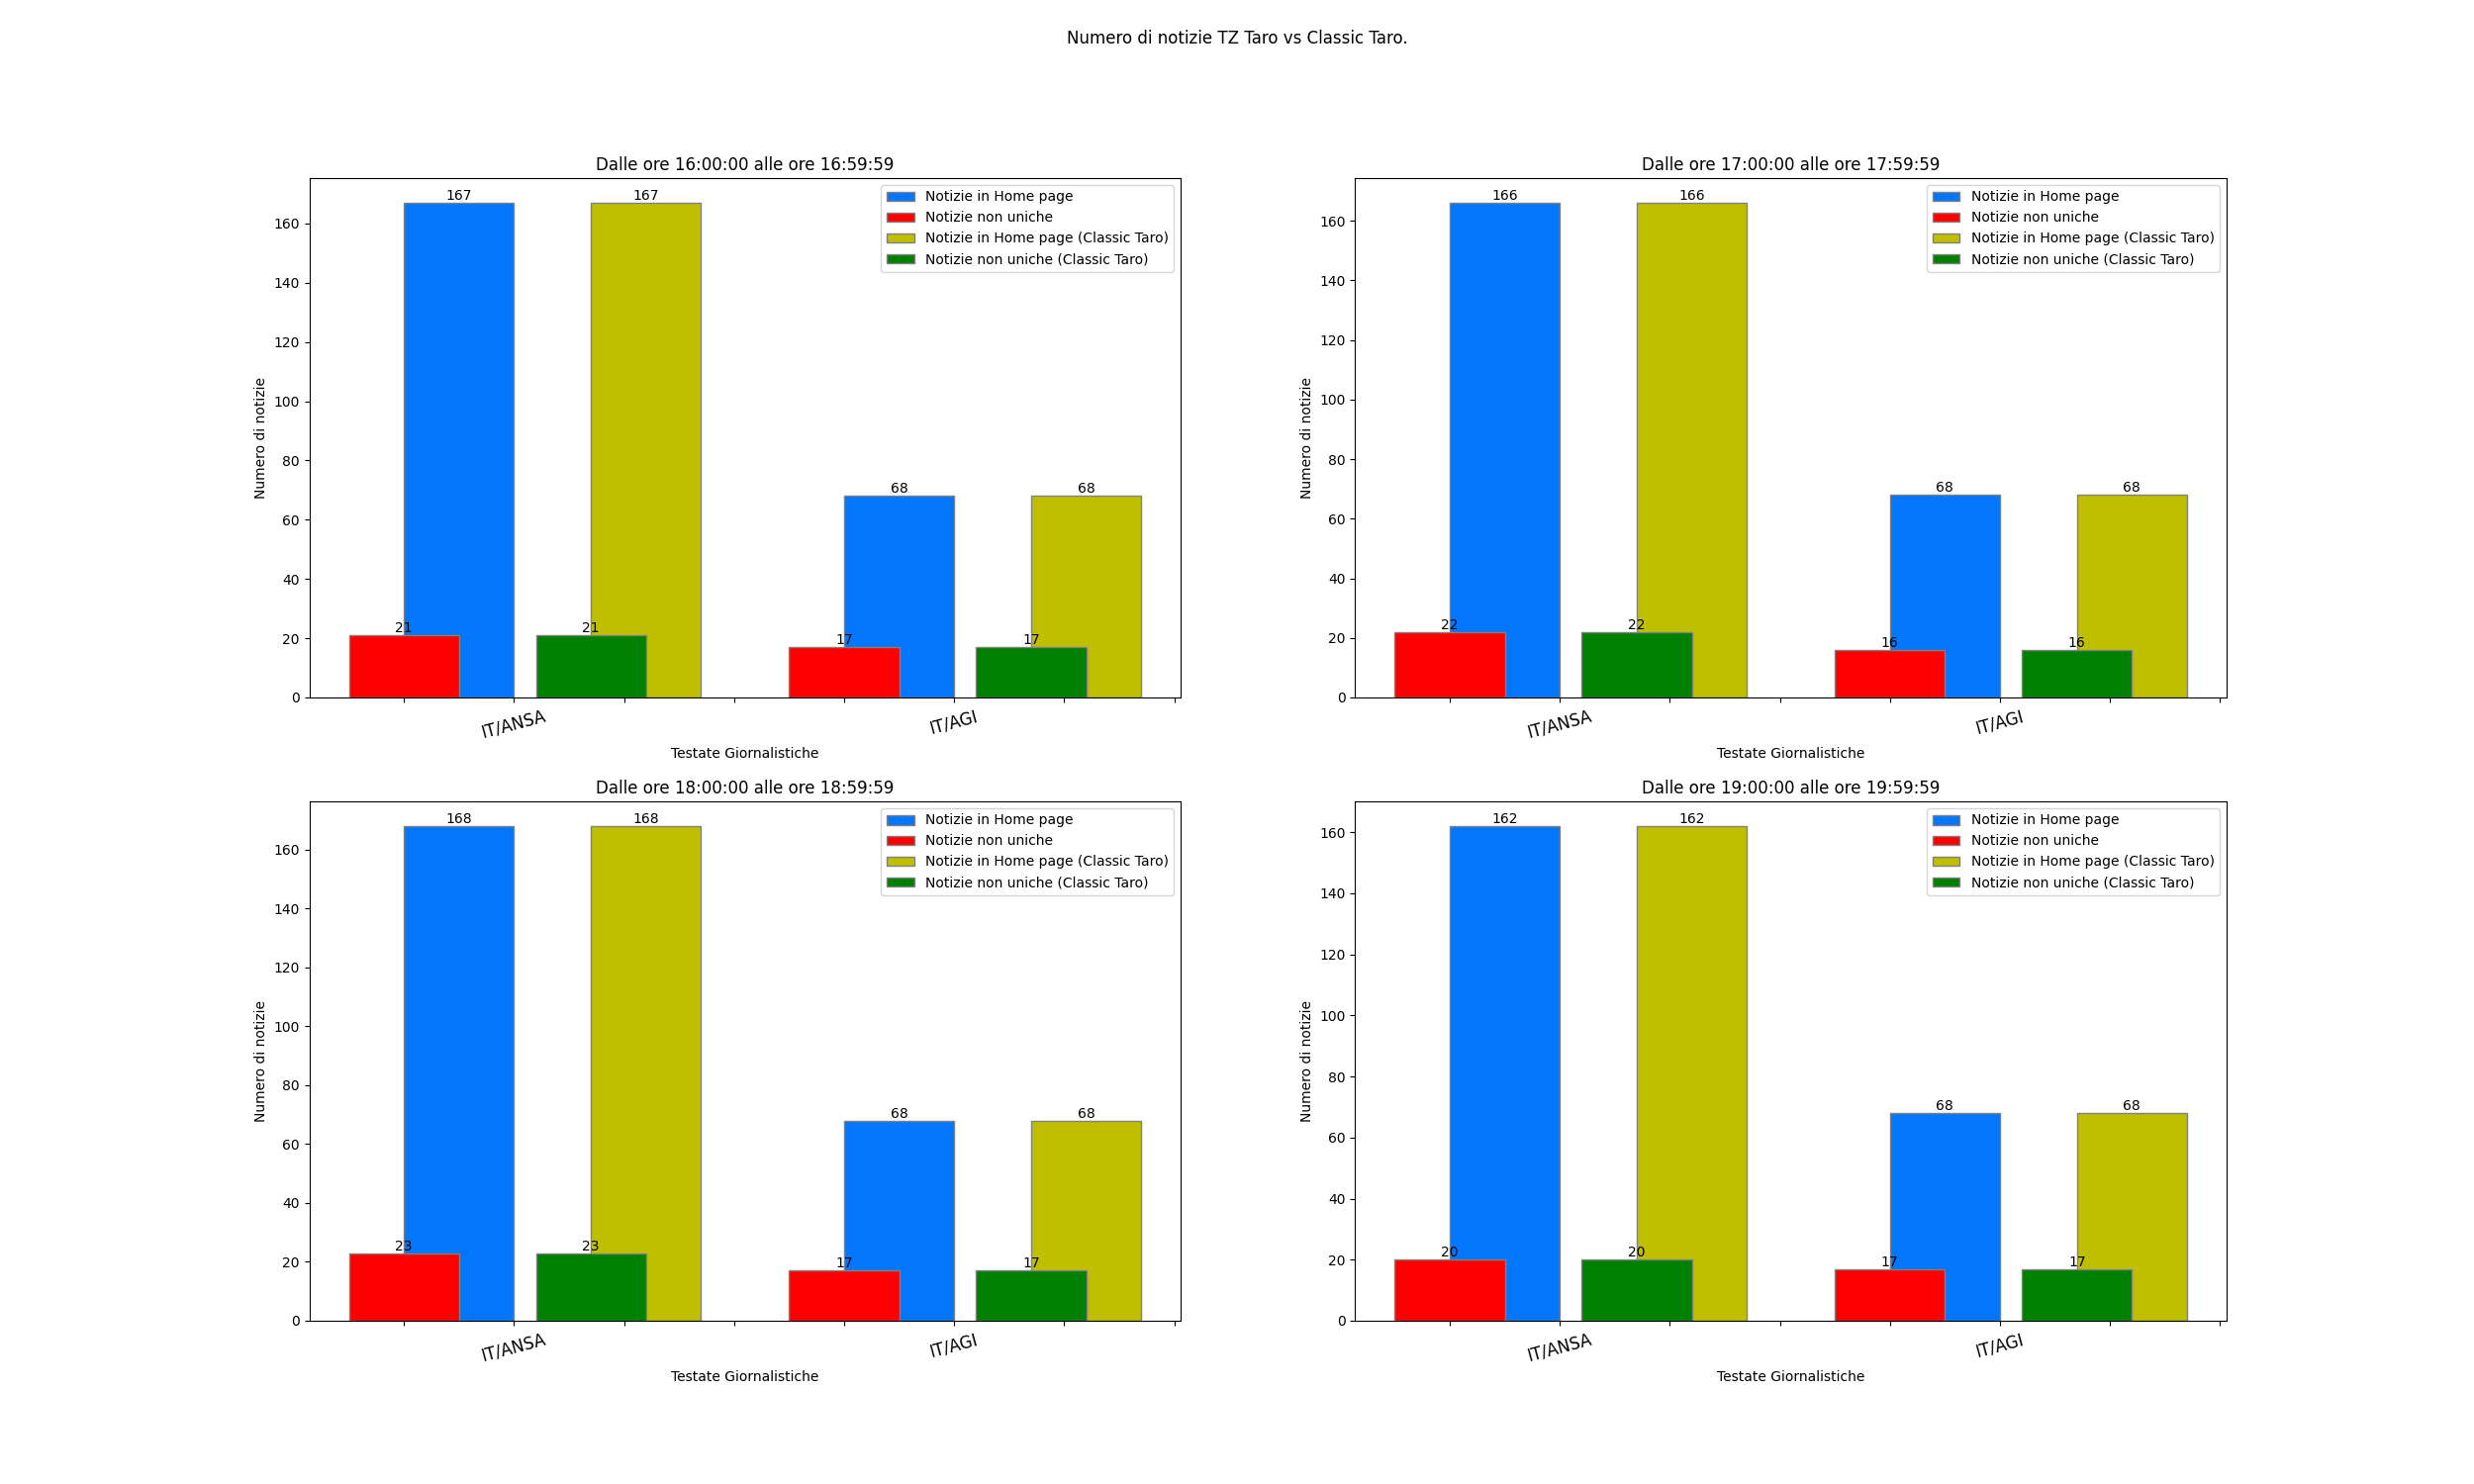 Numero di notizie TZ Taro vs Classic Taro.
Dalle ore 16:00:00 alle ore 16:59:59
Numero di notizie
160
140
120
100
80
60
40
20
0
167
167
68
68
21
21
17
17
Notizie in Home page
Notizie non uniche
Notizie in Home page (Classic Taro)
Notizie non uniche (Classic Taro)
IT/ANSA
IT/AGI
Testate Giornalistiche
Dalle ore 17:00:00 alle ore 17:59:59
Numero di notizie
160
140
120
100
80
60
40
20
0
166
166
68
68
22
22
16
16
Notizie in Home page
Notizie non uniche
Notizie in Home page (Classic Taro)
Notizie non uniche (Classic Taro)
IT/ANSA
IT/AGI
Testate Giornalistiche
Dalle ore 18:00:00 alle ore 18:59:59
Numero di notizie
160
140
120
100
80
60
40
20
0
168
168
68
68
23
23
17
17
Notizie in Home page
Notizie non uniche
Notizie in Home page (Classic Taro)
Notizie non uniche (Classic Taro)
IT/ANSA
IT/AGI
Testate Giornalistiche
Dalle ore 19:00:00 alle ore 19:59:59
Numero di notizie
160
140
120
100
80
60
40
20
0
162
162
68
68
20
20
17
17
Notizie in Home page
Notizie non uniche
Notizie in Home page (Classic Taro)
Notizie non uniche (Classic Taro)
IT/ANSA
IT/AGI
Testate Giornalistiche